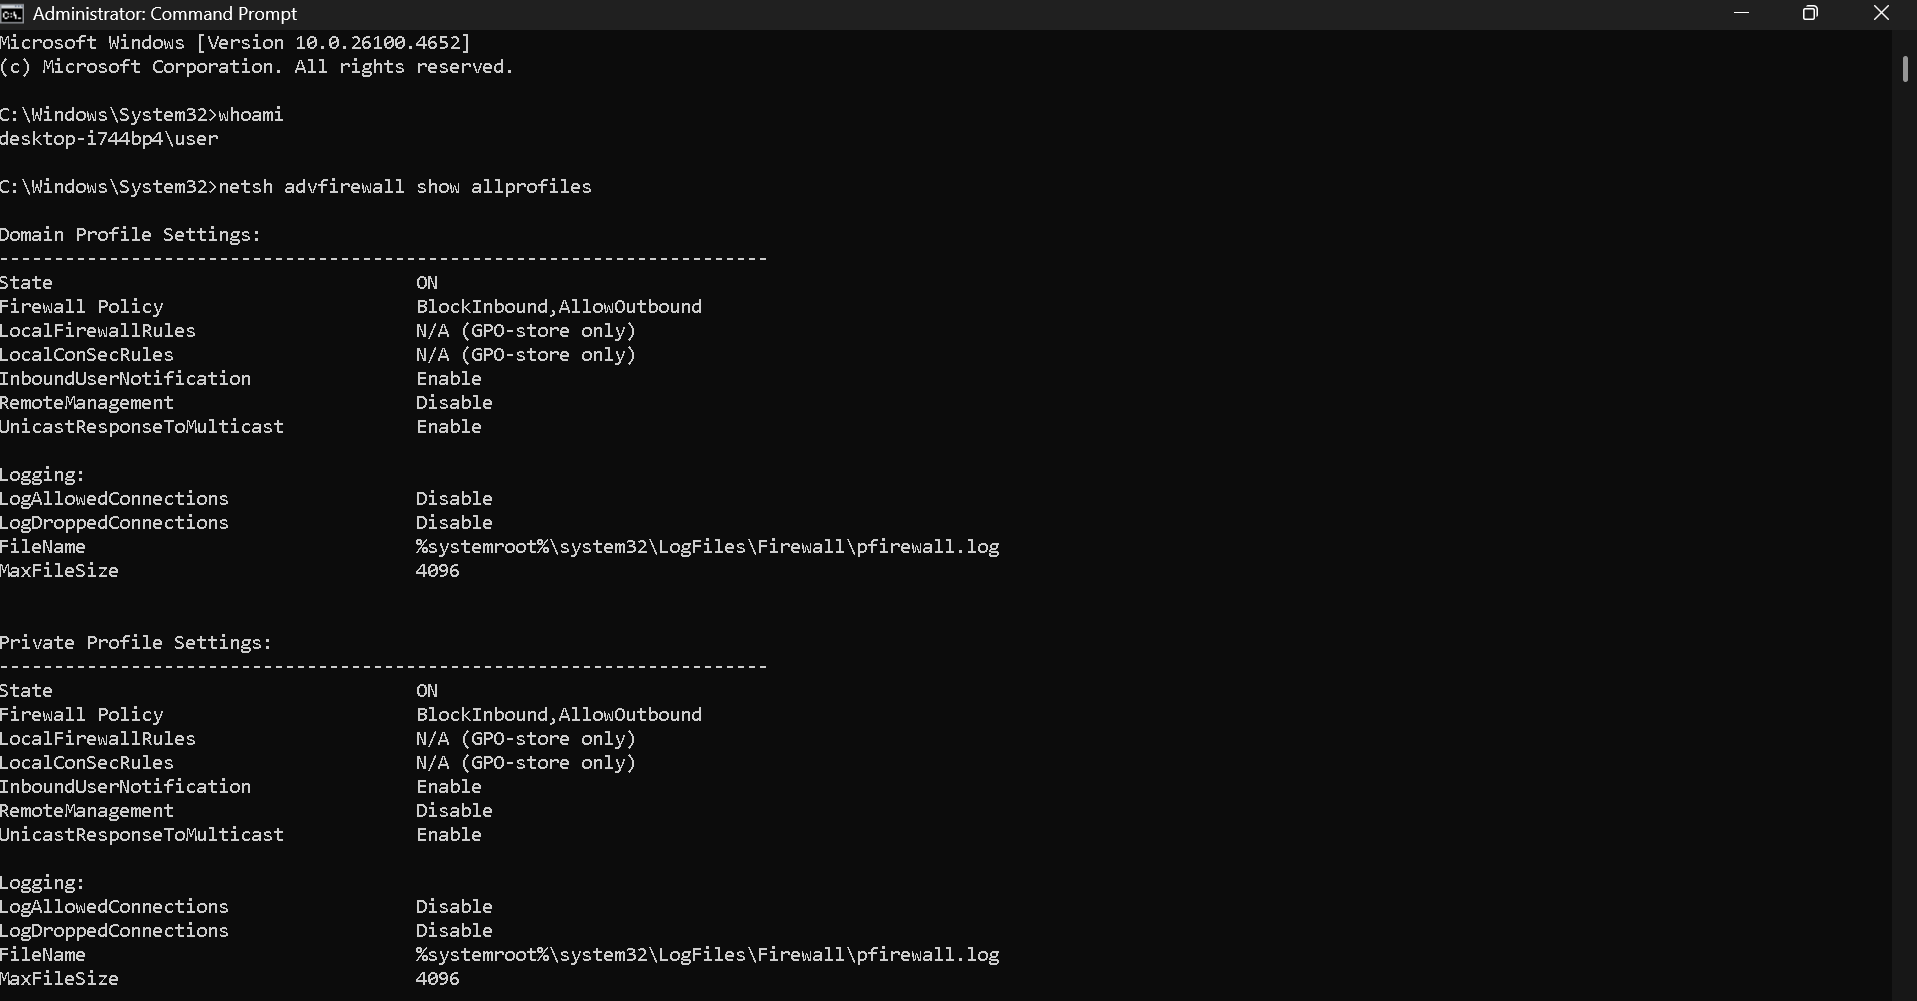 Administrator: Command Prompt
Microsoft Windows [Version 10.0.26100.4652]
(c) Microsoft Corporation. All rights reserved.
C:\Windows\System32>whoami
desktop-i744bp4\user
C:\Windows\System32>netsh advfirewall show allprofiles
Domain Profile Settings:
----------------------------------------------------------------------
State                                 ON
Firewall Policy                       BlockInbound,AllowOutbound
LocalFirewallRules                    N/A (GPO-store only)
LocalConSecRules                      N/A (GPO-store only)
InboundUserNotification               Enable
RemoteManagement                      Disable
UnicastResponseToMulticast            Enable
Logging:
LogAllowedConnections                 Disable
LogDroppedConnections                 Disable
FileName                              %systemroot%\system32\LogFiles\Firewall\pfirewall.log
MaxFileSize                           4096
Private Profile Settings:
----------------------------------------------------------------------
State                                 ON
Firewall Policy                       BlockInbound,AllowOutbound
LocalFirewallRules                    N/A (GPO-store only)
LocalConSecRules                      N/A (GPO-store only)
InboundUserNotification               Enable
RemoteManagement                      Disable
UnicastResponseToMulticast            Enable
Logging:
LogAllowedConnections                 Disable
LogDroppedConnections                 Disable
FileName                              %systemroot%\system32\LogFiles\Firewall\pfirewall.log
MaxFileSize                           4096